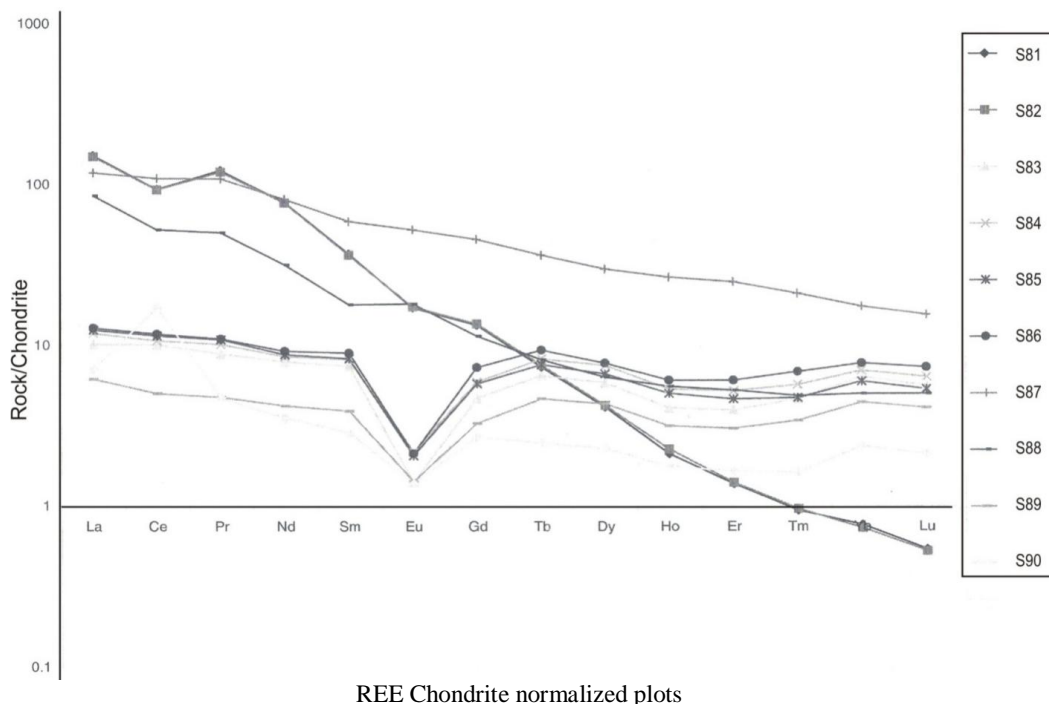 1000
100
10
1
0.1
Rock/Chondrite
La Ce Pr Nd Sm Eu Gd Tb Dy Ho Er Tm Lu
S81
S82
S83
S84
S85
S86
S87
S88
S89
S90
REE Chondrite normalized plots